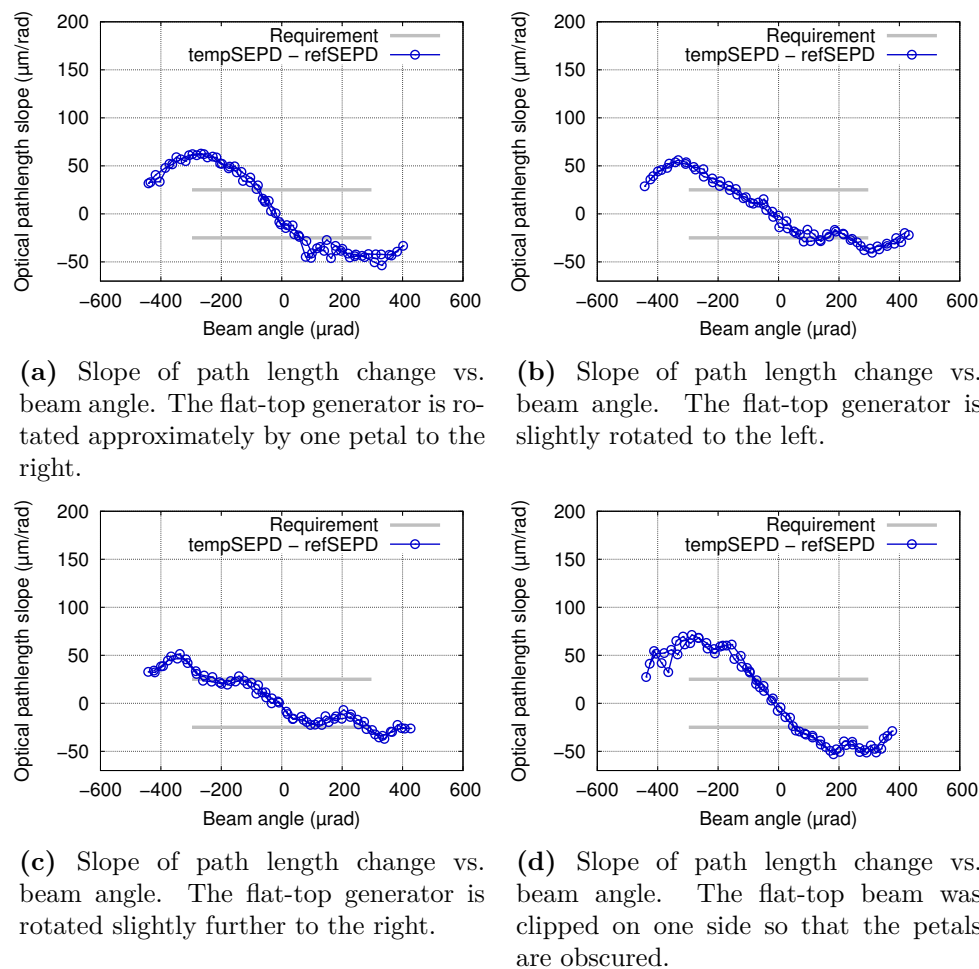 200
150
100
50
0
−50
−600
−400
−200
0
200
400
600
Optical pathlength slope (μm/rad)
Beam angle (μrad)
Requirement
tempSEPD − refSEPD
200
150
100
50
0
−50
−600
−400
−200
0
200
400
600
Optical pathlength slope (μm/rad)
Beam angle (μrad)
Requirement
tempSEPD − refSEPD
(a) Slope of path length change vs.
beam angle. The flat-top generator is ro-
tated approximately by one petal to the
right.
(b) Slope of path length change vs.
beam angle. The flat-top generator is
slightly rotated to the left.
200
150
100
50
0
−50
−600
−400
−200
0
200
400
600
Optical pathlength slope (μm/rad)
Beam angle (μrad)
Requirement
tempSEPD − refSEPD
200
150
100
50
0
−50
−600
−400
−200
0
200
400
600
Optical pathlength slope (μm/rad)
Beam angle (μrad)
Requirement
tempSEPD − refSEPD
(c) Slope of path length change vs.
beam angle. The flat-top generator is
rotated slightly further to the right.
(d) Slope of path length change vs.
beam angle. The flat-top beam was
clipped on one side so that the petals
are obscured.